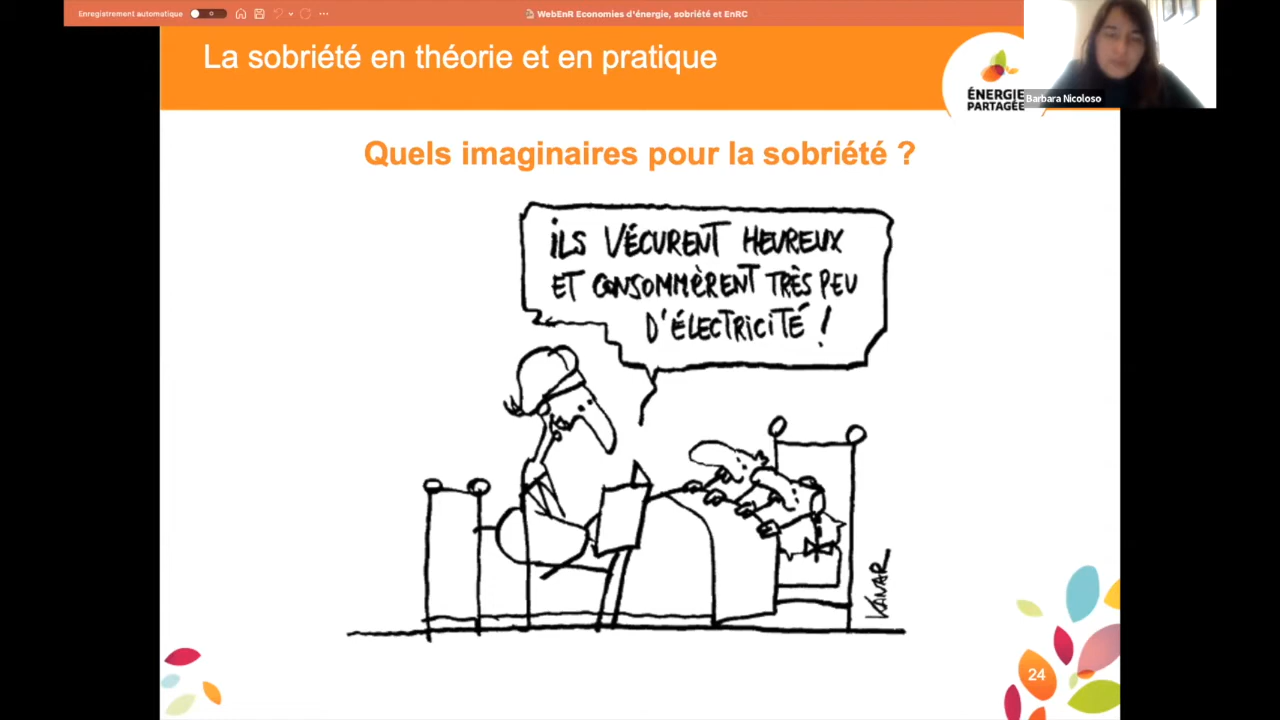 Enregistrement automatique
WebEnR Economies d'énergie, sobriété et EnRC
La sobriété en théorie et en pratique
ÉNERGIE
PARTAGÉE
Barbara Nicoloso
Quels imaginaires pour la sobriété ?
iLS VÉCURENT HEUREUX
ET CONSOMMÈRENT TRÈS PEU
D'ÉLECTRICITÉ !
KANAR
24